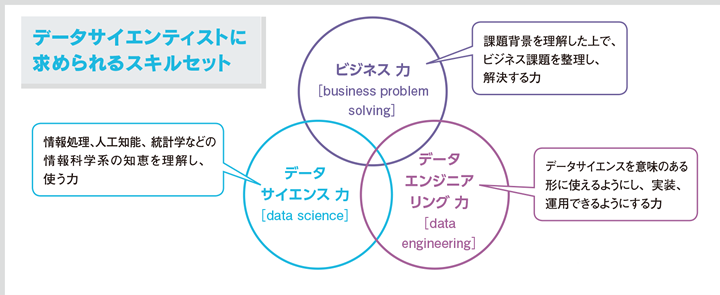 データサイエンティストに
求められるスキルセット
ビジネス 力
[business problem
solving]
課題背景を理解した上で、
ビジネス課題を整理し、
解決する力
情報処理、人工知能、統計学などの
情報科学系の知恵を理解し、
使う力
データ
サイエンス 力
[data science]
データ
エンジニア
リング 力
[data
engineering]
データサイエンスを意味のある
形に使えるようにし、実装、
運用できるようにする力